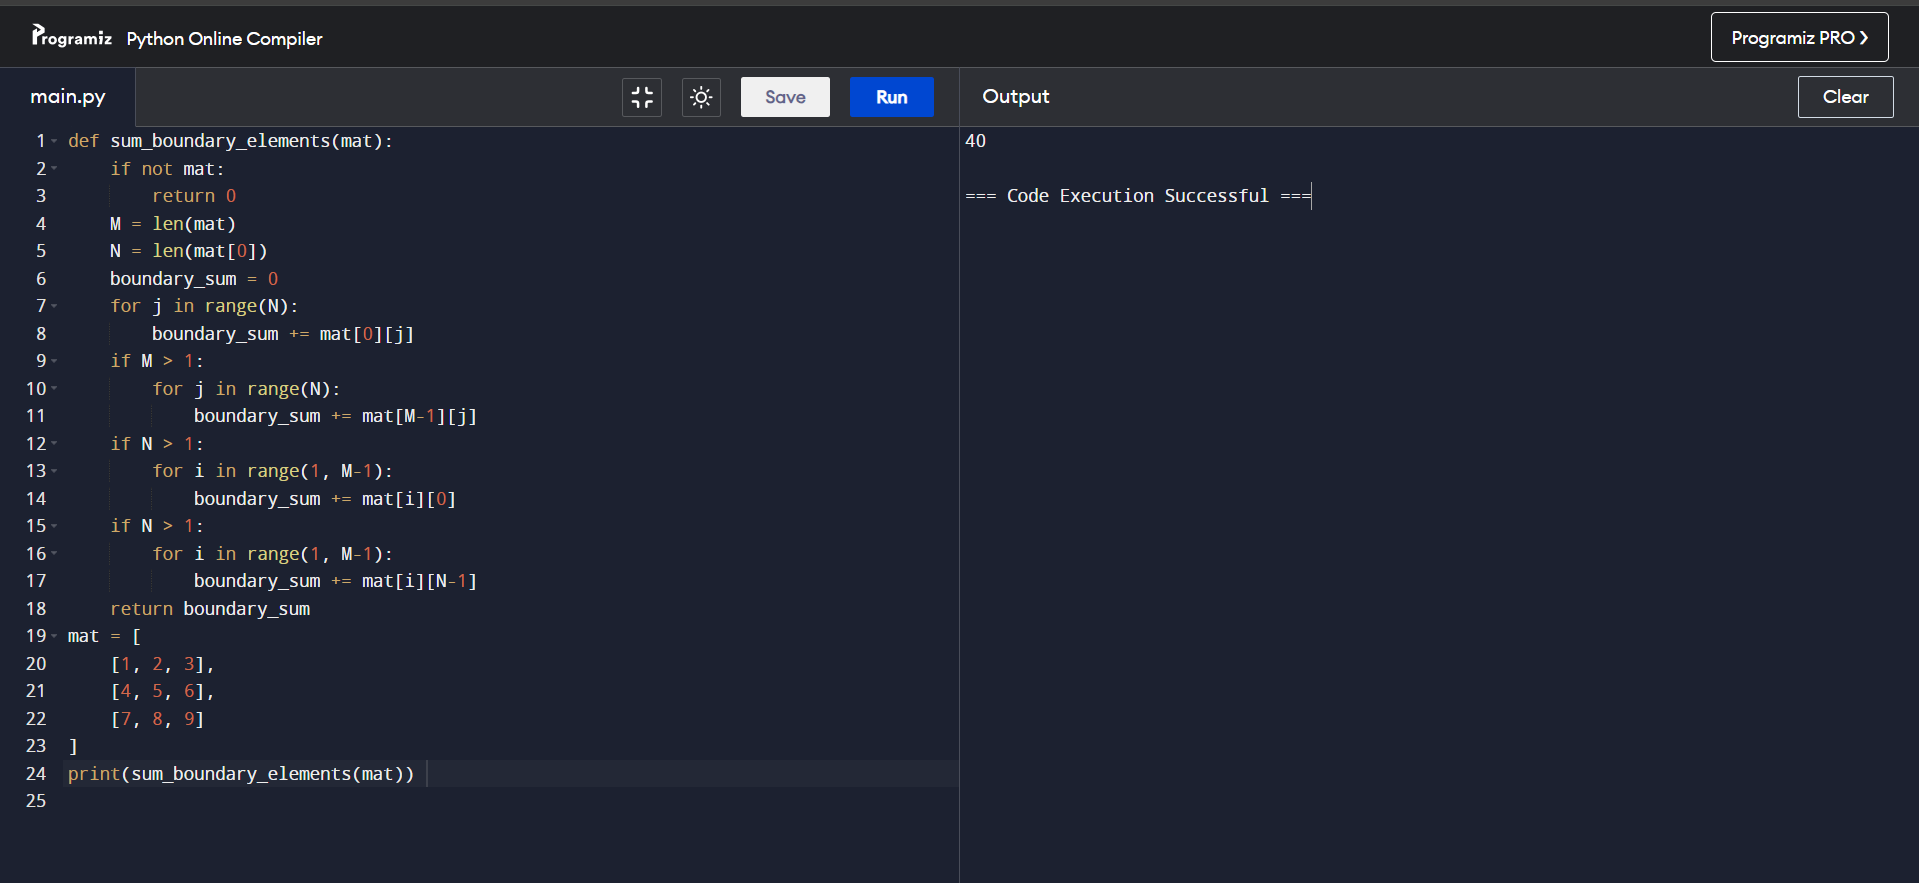 Programiz Python Online Compiler
Programiz PRO ❯
main.py
Save
Run
Output
Clear
1 def sum_boundary_elements(mat):
2     if not mat:
3         return 0
4     M = len(mat)
5     N = len(mat[0])
6     boundary_sum = 0
7     for j in range(N):
8         boundary_sum += mat[0][j]
9     if M > 1:
10         for j in range(N):
11             boundary_sum += mat[M-1][j]
12     if N > 1:
13         for i in range(1, M-1):
14             boundary_sum += mat[i][0]
15     if N > 1:
16         for i in range(1, M-1):
17             boundary_sum += mat[i][N-1]
18     return boundary_sum
19 mat = [
20     [1, 2, 3],
21     [4, 5, 6],
22     [7, 8, 9]
23 ]
24 print(sum_boundary_elements(mat))
25
40
=== Code Execution Successful ===